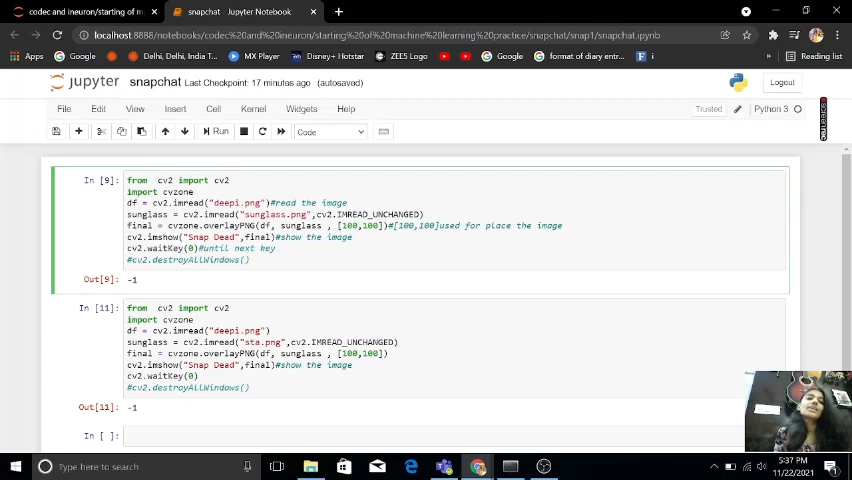 codec and ineuron/starting of m
snapchat - Jupyter Notebook
localhost:8888/notebooks/codec%20and%20ineuron/starting%20of%20machine%20learning%20practice/snapchat/snap1/snapchat.ipynb
Apps
Google
Delhi, Delhi, India T...
MX Player
Disney+ Hotstar
ZEE5 Logo
Google
format of diary entr...
i
»
Reading list
jupyter snapchat Last Checkpoint: 17 minutes ago (autosaved)
Logout
File Edit View Insert Cell Kernel Widgets Help
Trusted
Python 3
Run
Code
In [9]:
from  cv2 import cv2
import cvzone
df = cv2.imread("deepi.png")#read the image
sunglass = cv2.imread("sunglass.png",cv2.IMREAD_UNCHANGED)
final = cvzone.overlayPNG(df, sunglass , [100,100])#[100,100]used for place the image
cv2.imshow("Snap Dead",final)#show the image
cv2.waitKey(0)#until next key
#cv2.destroyAllWindows()
Out[9]: -1
In [11]:
from  cv2 import cv2
import cvzone
df = cv2.imread("deepi.png")
sunglass = cv2.imread("sta.png",cv2.IMREAD_UNCHANGED)
final = cvzone.overlayPNG(df, sunglass , [100,100])
cv2.imshow("Snap Dead",final)#show the image
cv2.waitKey(0)
#cv2.destroyAllWindows()
Out[11]: -1
In [ ]:
Type here to search
5:37 PM
11/22/2021